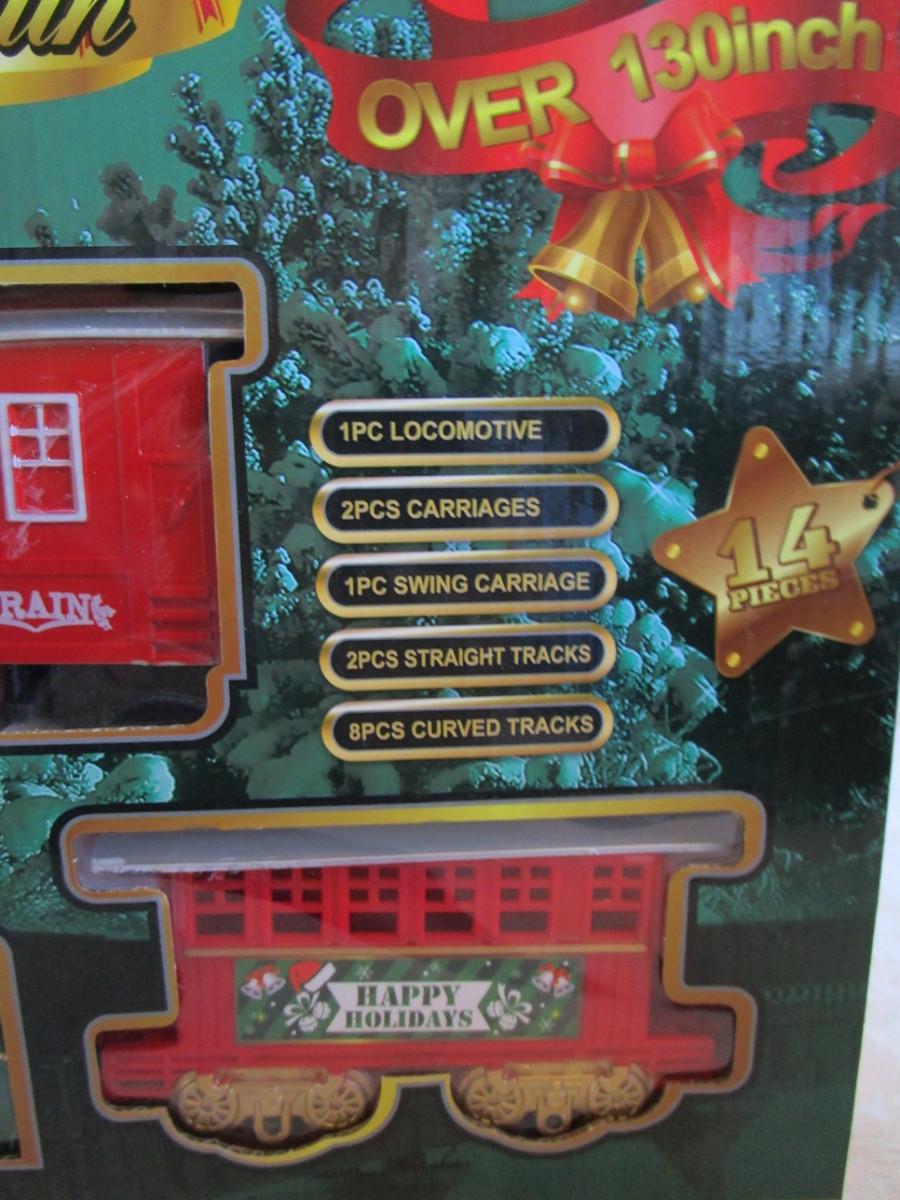 OVER 130inch
1PC LOCOMOTIVE
2PCS CARRIAGES
1PC SWING CARRIAGE
2PCS STRAIGHT TRACKS
8PCS CURVED TRACKS
14
PIECES
RAIN
HAPPY
HOLIDAYS